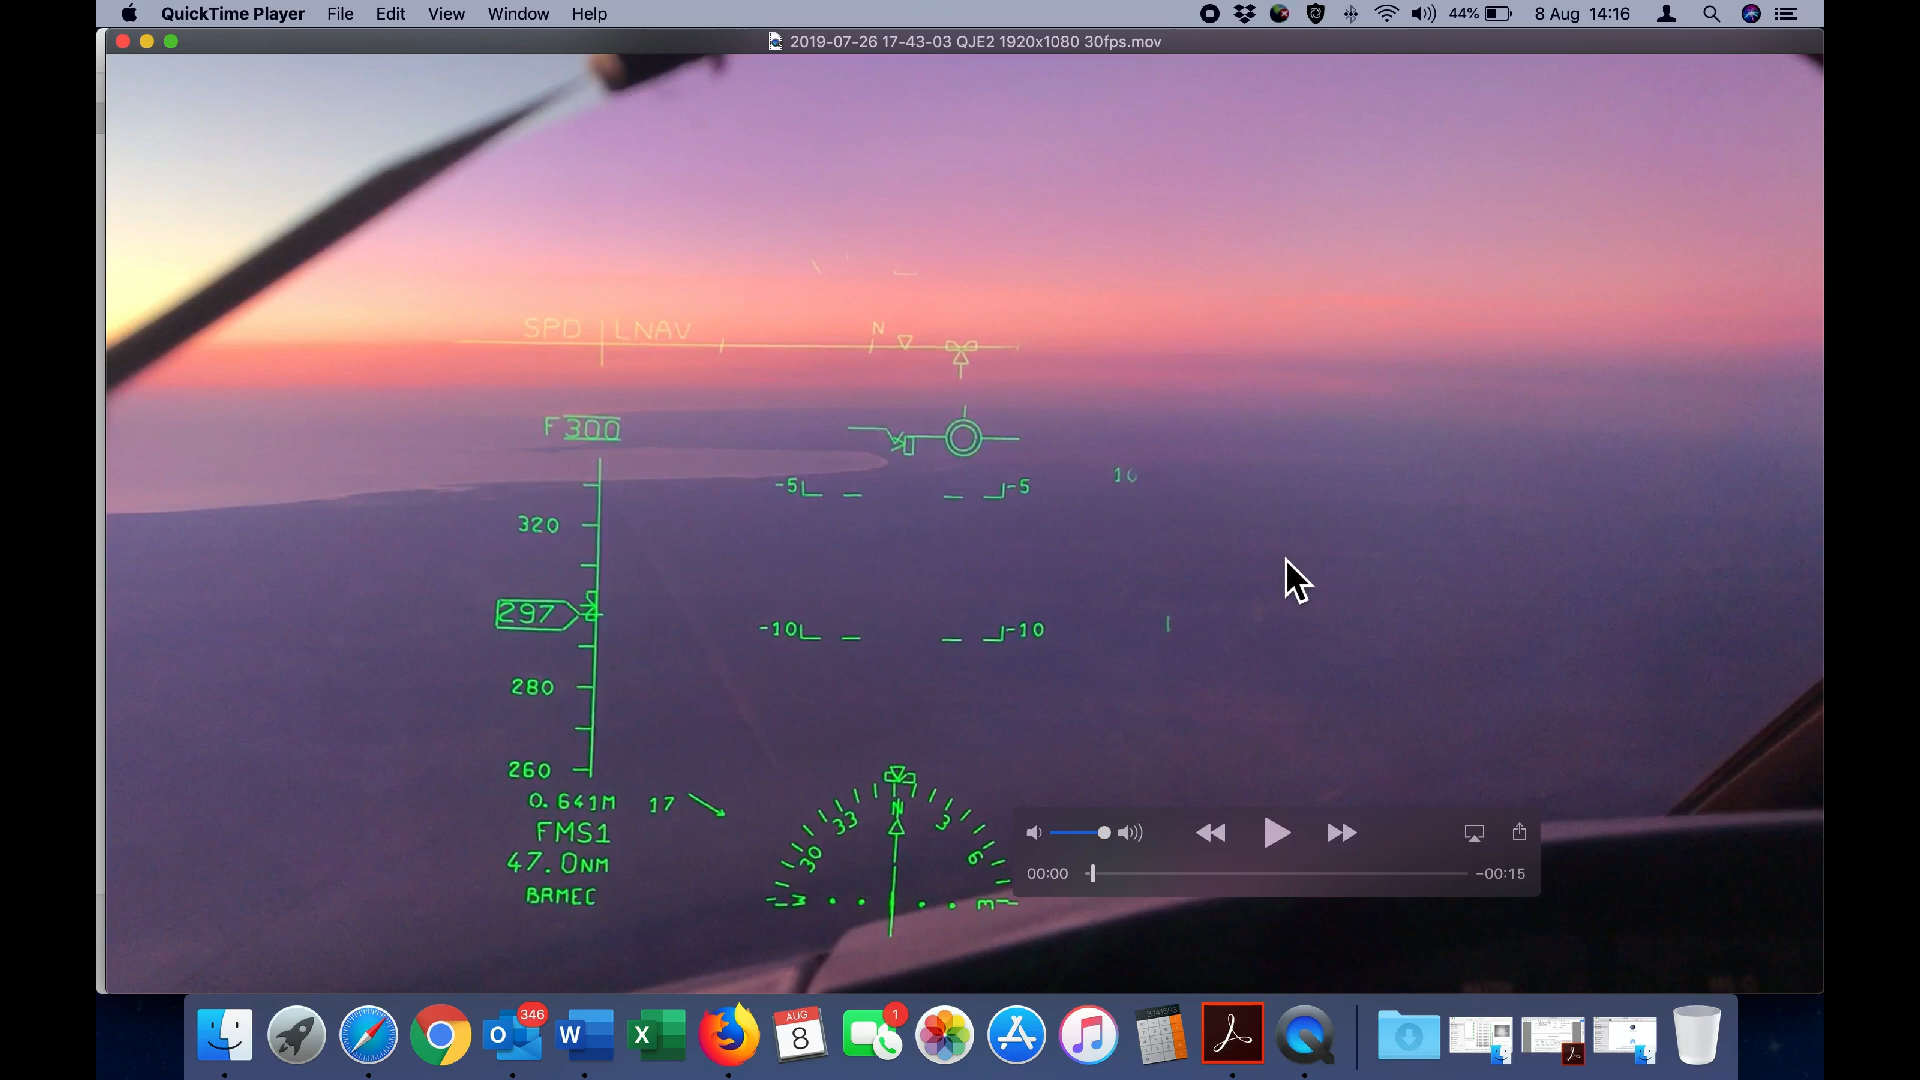 QuickTime Player File Edit View Window Help 44% 8 Aug 14:16
2019-07-26 17-43-03 QJE2 1920x1080 30fps.mov
SPD LNAV N
F 300
-5 -5 10
320
297
-10 -10
280
260
0.641M 17
FMS1
47.0NM
33 N 3
30 6
W E
00:00 -00:15
346 AUG 1
O W X 8